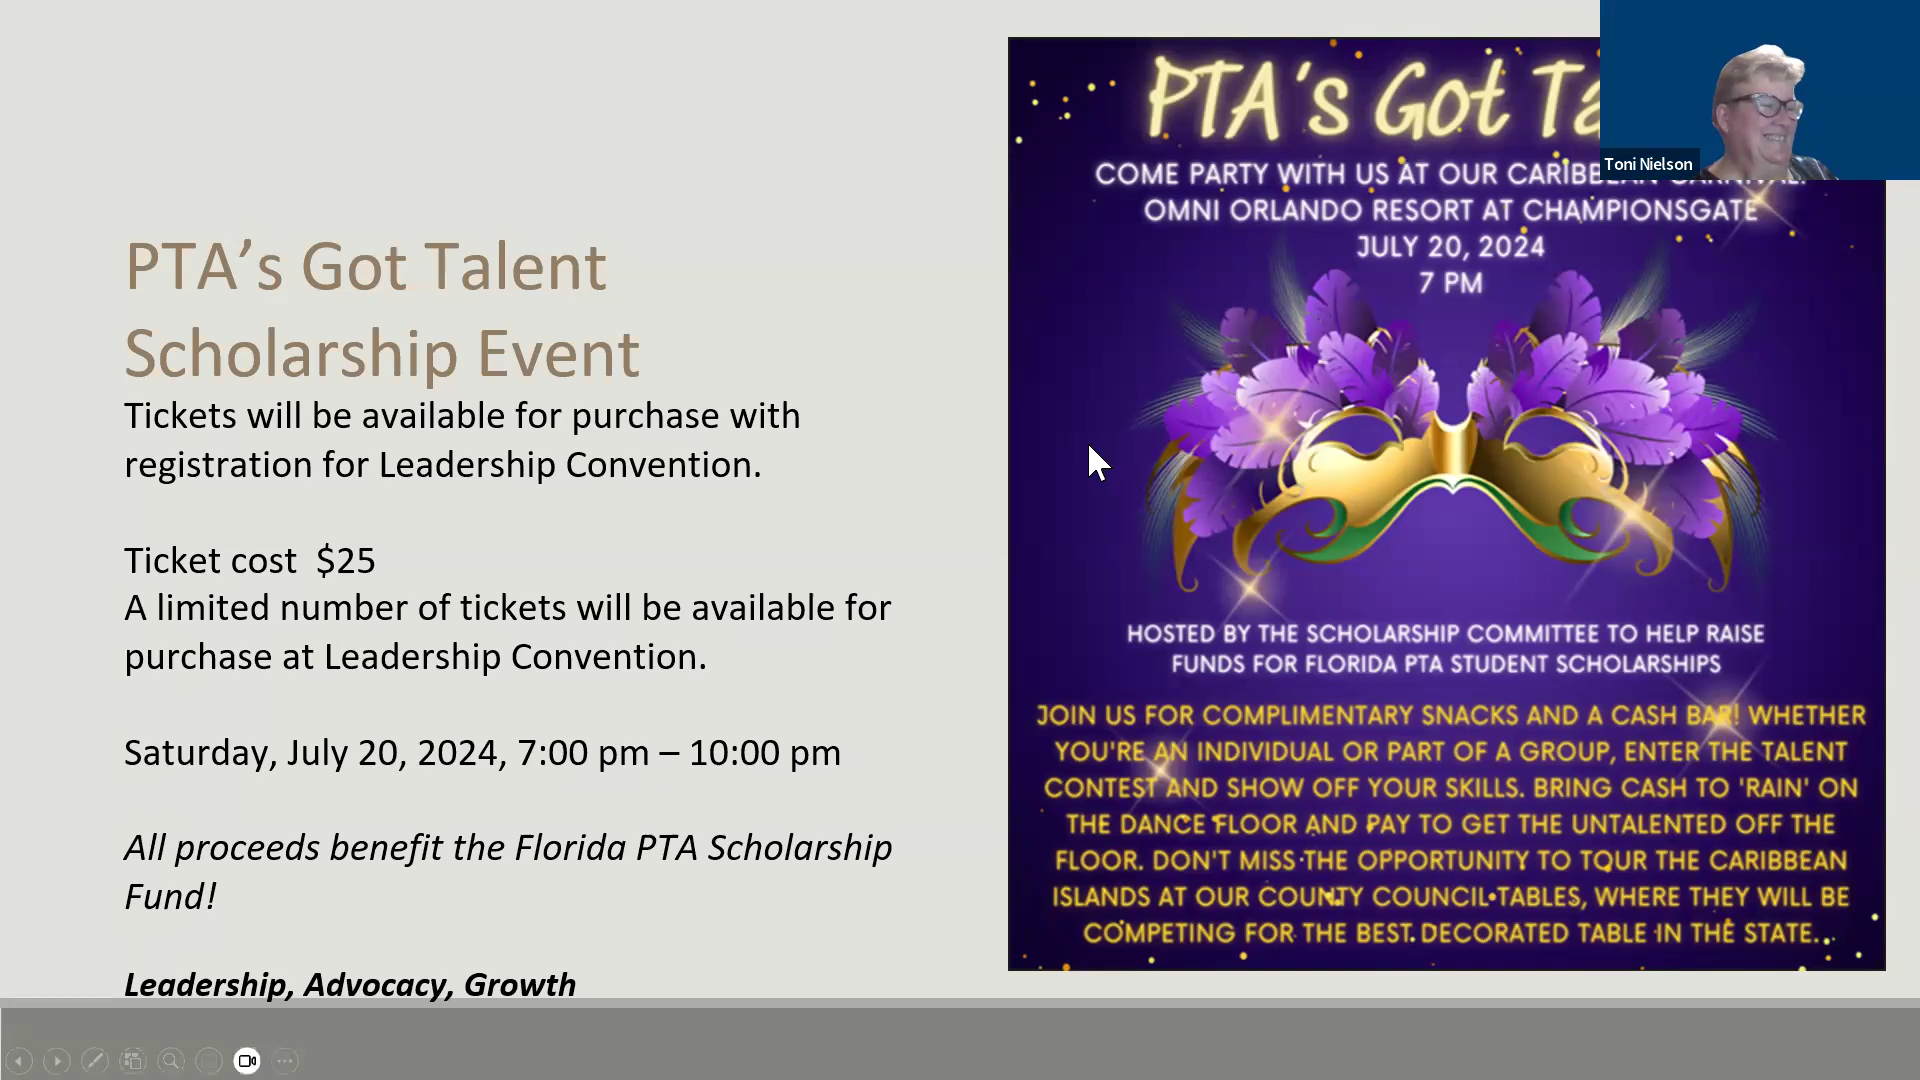 PTA’s Got Talent
Scholarship Event
Tickets will be available for purchase with
registration for Leadership Convention.
Ticket cost $25
A limited number of tickets will be available for
purchase at Leadership Convention.
Saturday, July 20, 2024, 7:00 pm – 10:00 pm
All proceeds benefit the Florida PTA Scholarship
Fund!
Leadership, Advocacy, Growth
PTA's Got
COME PARTY WITH US AT OUR CARIBBEAN CARNIVAL:
OMNI ORLANDO RESORT AT CHAMPIONSGATE
JULY 20, 2024
7 PM
HOSTED BY THE SCHOLARSHIP COMMITTEE TO HELP RAISE
FUNDS FOR FLORIDA PTA STUDENT SCHOLARSHIPS
JOIN US FOR COMPLIMENTARY SNACKS AND A CASH BAR! WHETHER
YOU'RE AN INDIVIDUAL OR PART OF A GROUP, ENTER THE TALENT
CONTEST AND SHOW OFF YOUR SKILLS. BRING CASH TO 'RAIN' ON
THE DANCE FLOOR AND PAY TO GET THE UNTALENTED OFF THE
FLOOR. DON'T MISS THE OPPORTUNITY TO TOUR THE CARIBBEAN
ISLANDS AT OUR COUNTY COUNCIL TABLES, WHERE THEY WILL BE
COMPETING FOR THE BEST DECORATED TABLE IN THE STATE.
Toni Nielson